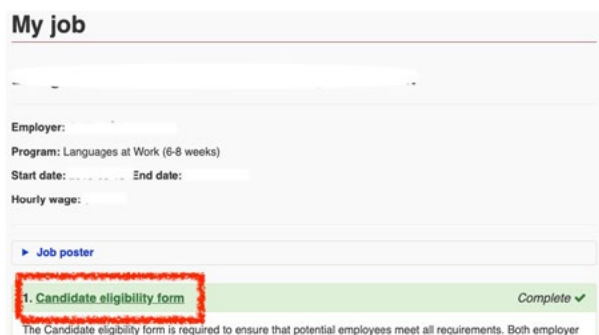 My job
Employer:
Program: Languages at Work (6-8 weeks)
Start date: End date:
Hourly wage:
► Job poster
1. Candidate eligibility form Complete ✔
The Candidate eligibility form is required to ensure that potential employees meet all requirements. Both employer